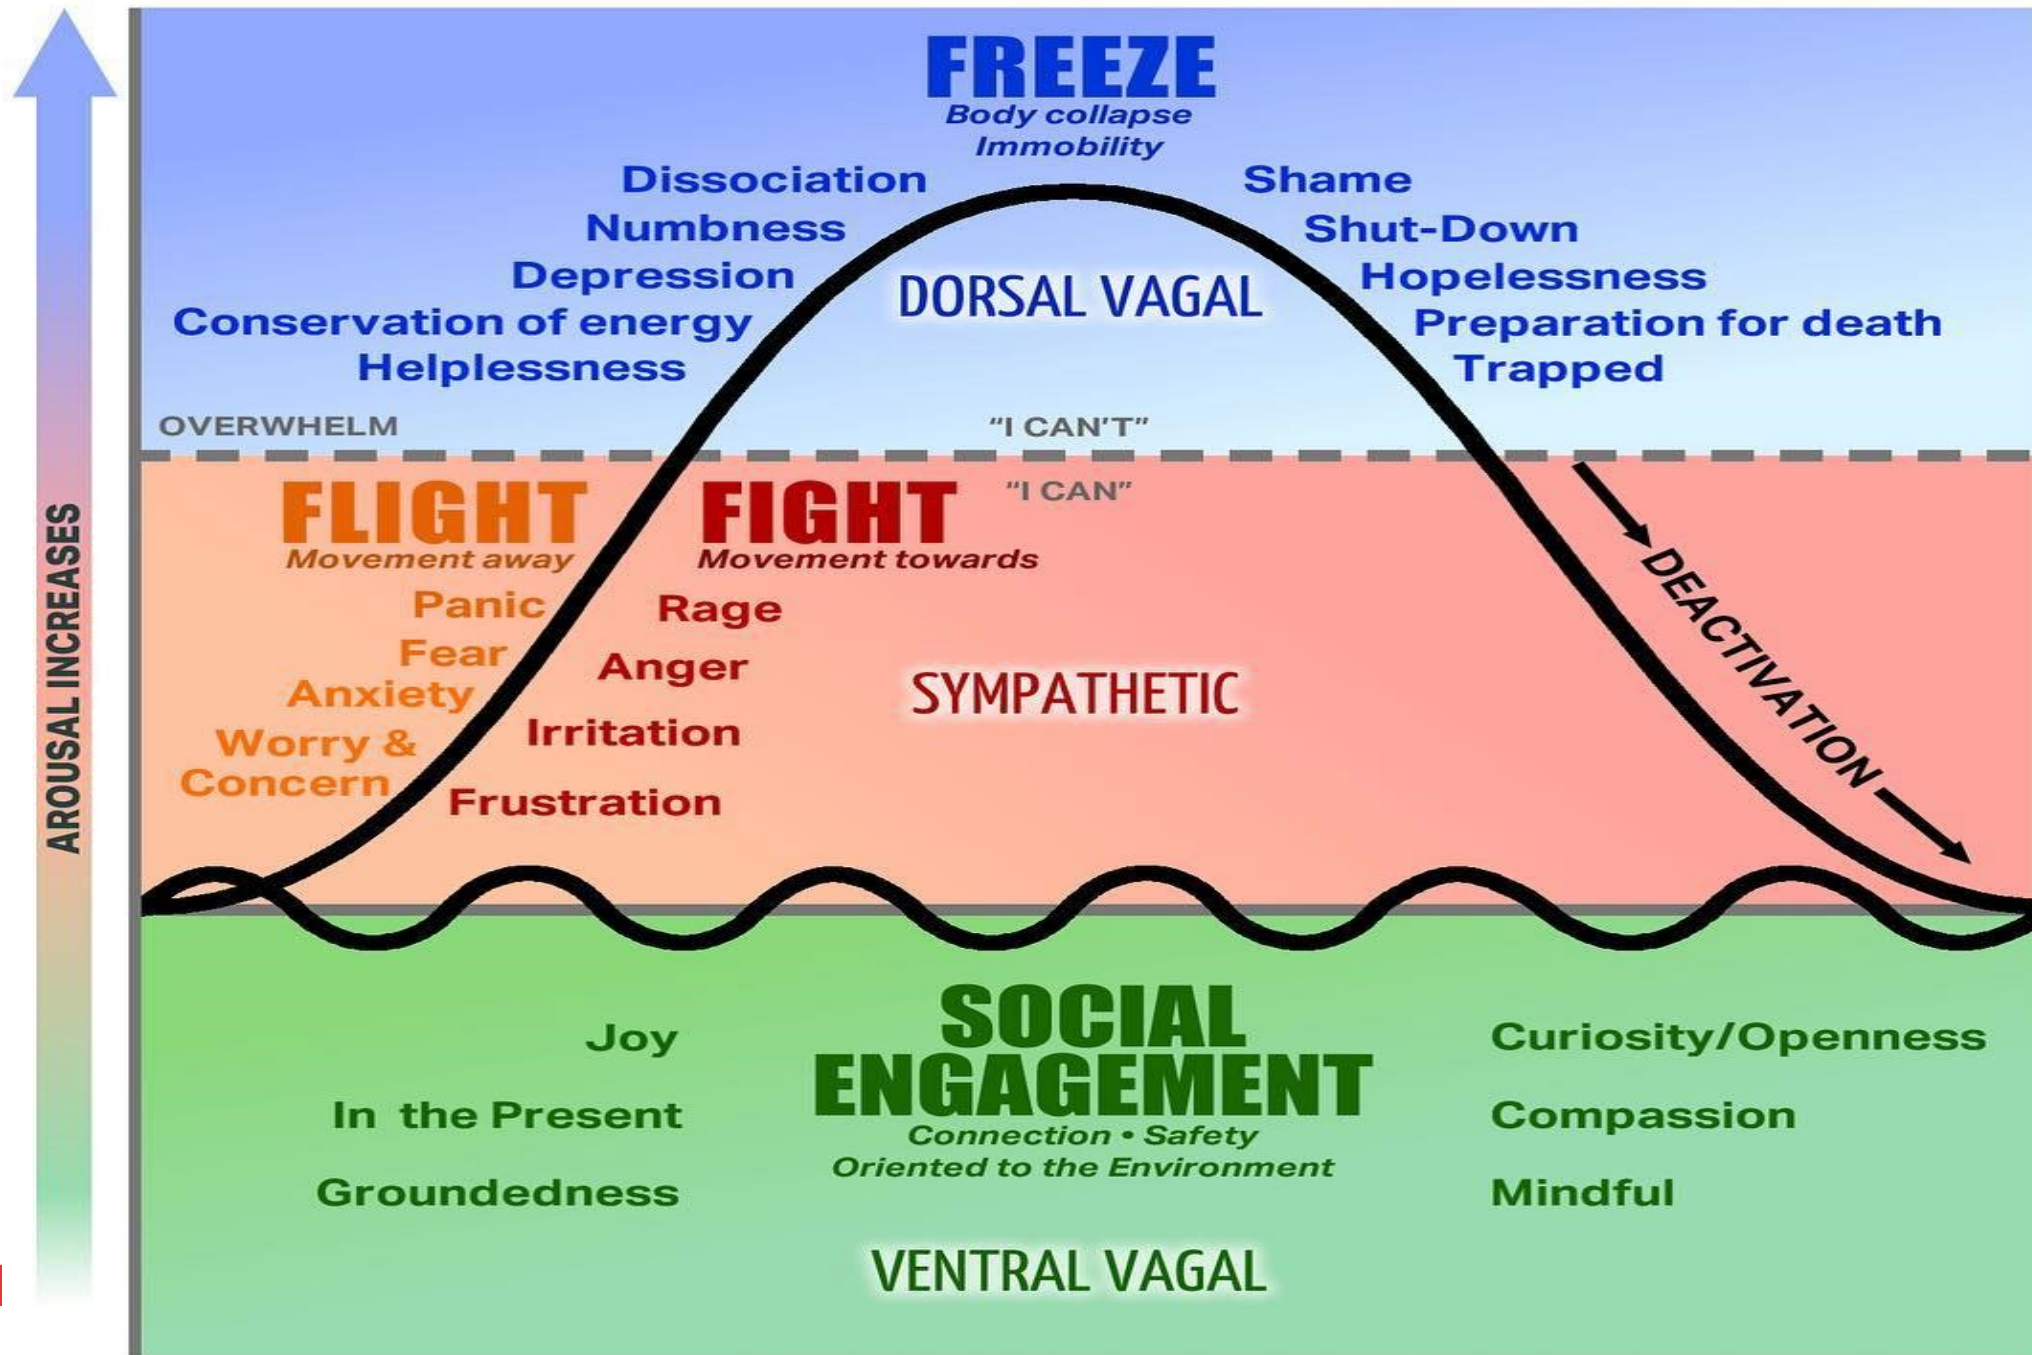 FREEZE
Body collapse
Immobility
Dissociation
Shame
Numbness
Shut-Down
Depression
Hopelessness
DORSAL VAGAL
Conservation of energy
Preparation for death
Helplessness
Trapped
OVERWHELM
“I CAN'T”
FLIGHT
Movement away
FIGHT
Movement towards
“I CAN”
Panic
Fear
Anxiety
Worry &
Concern
Rage
Anger
Irritation
Frustration
SYMPATHETIC
DEACTIVATION
AROUSAL INCREASES
SOCIAL
ENGAGEMENT
Connection • Safety
Oriented to the Environment
Joy
In the Present
Groundedness
Curiosity/Openness
Compassion
Mindful
VENTRAL VAGAL